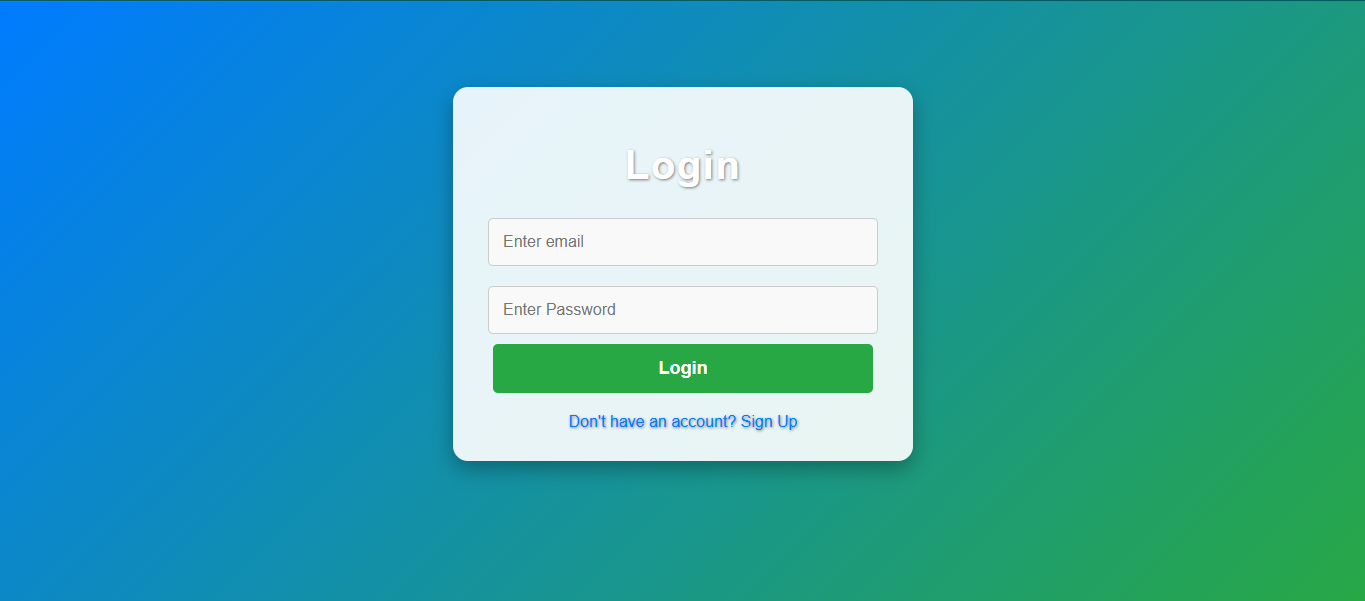 Login
Enter email
Enter Password
Login
Don't have an account? Sign Up